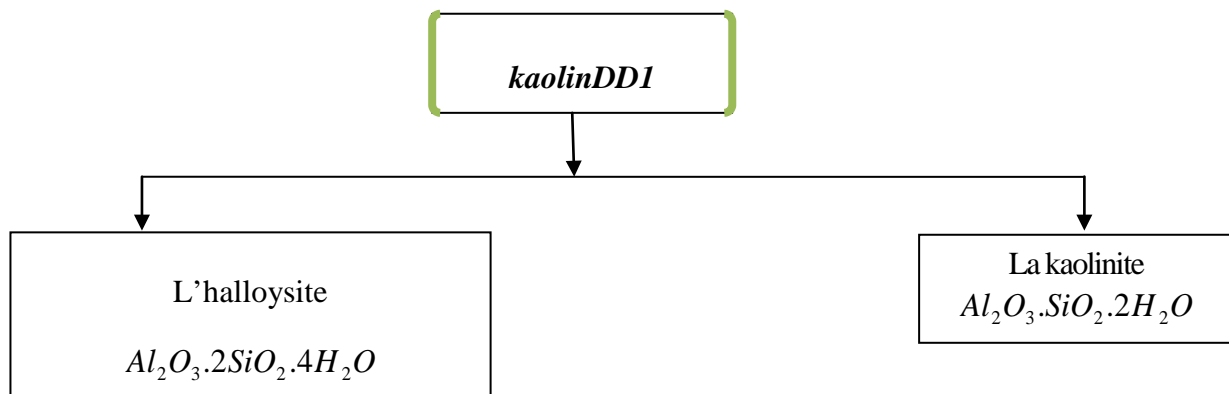 kaolinDD1
L'halloysite
Al₂O₃.2SiO₂.4H₂O
La kaolinite
Al₂O₃.SiO₂.2H₂O